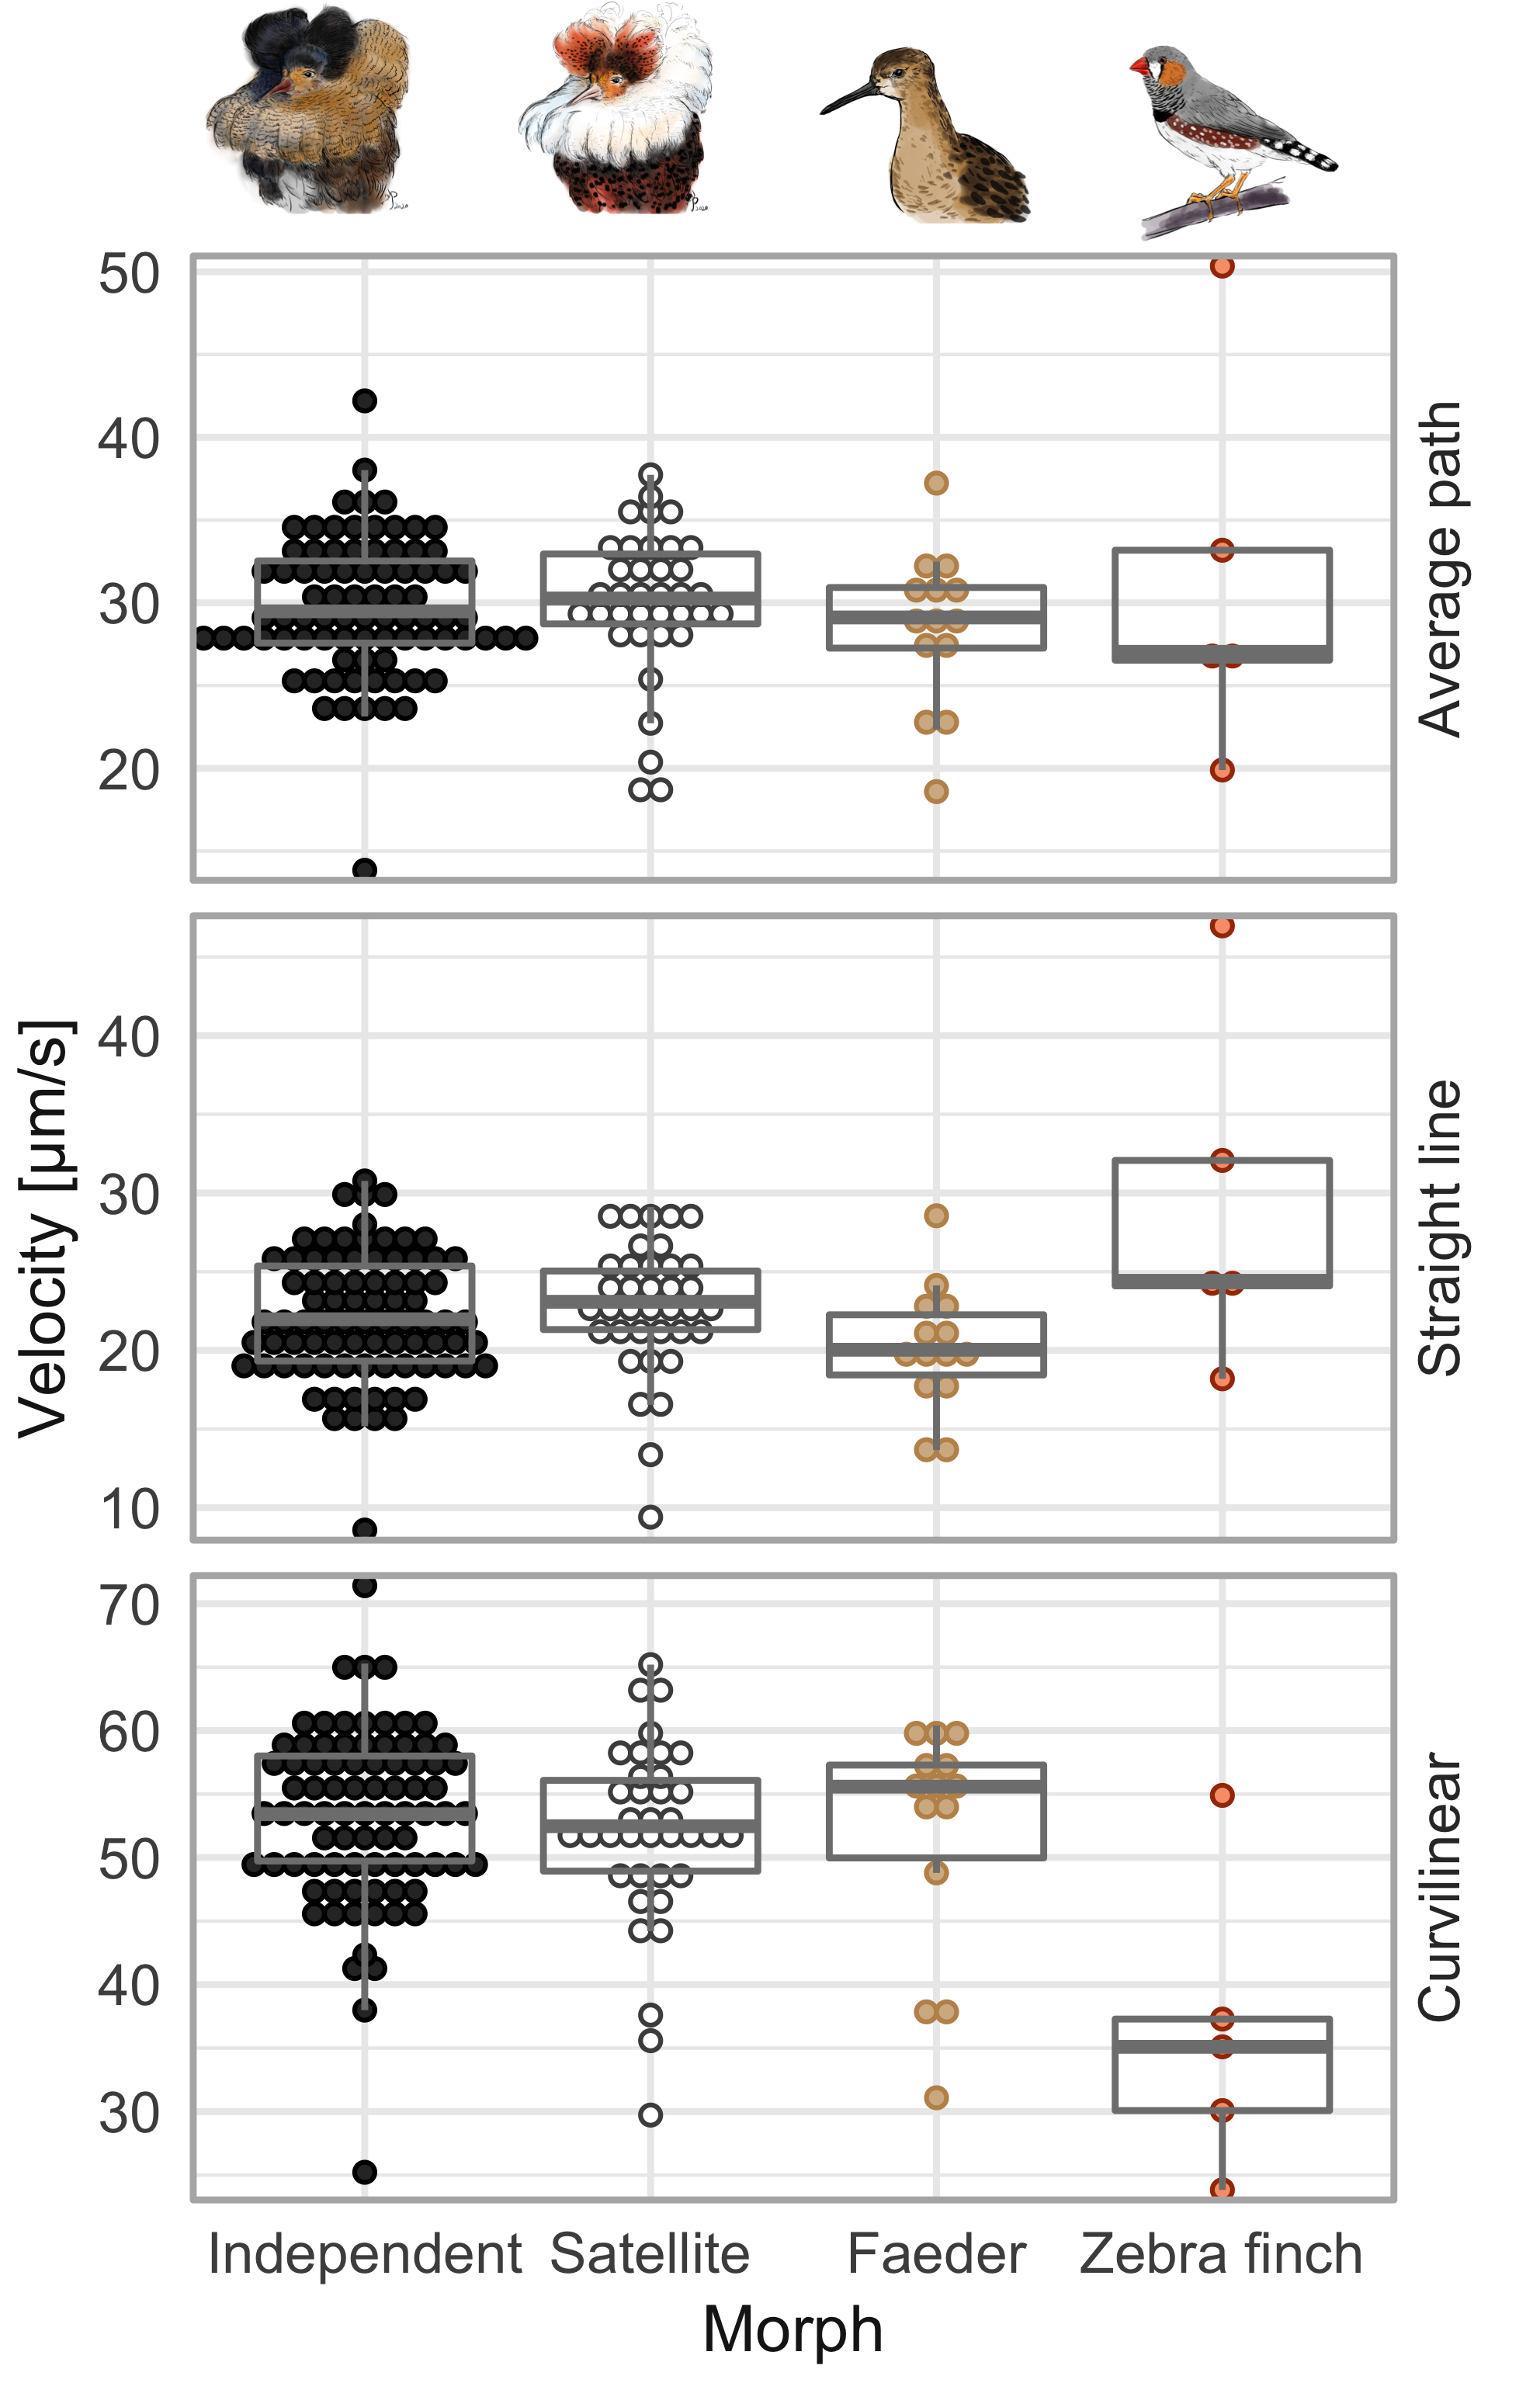 50
40
30
20
Average path
Velocity [μm/s]
40
30
20
10
Straight line
70
60
50
40
30
Curvilinear
Independent Satellite Faeder Zebra finch
Morph